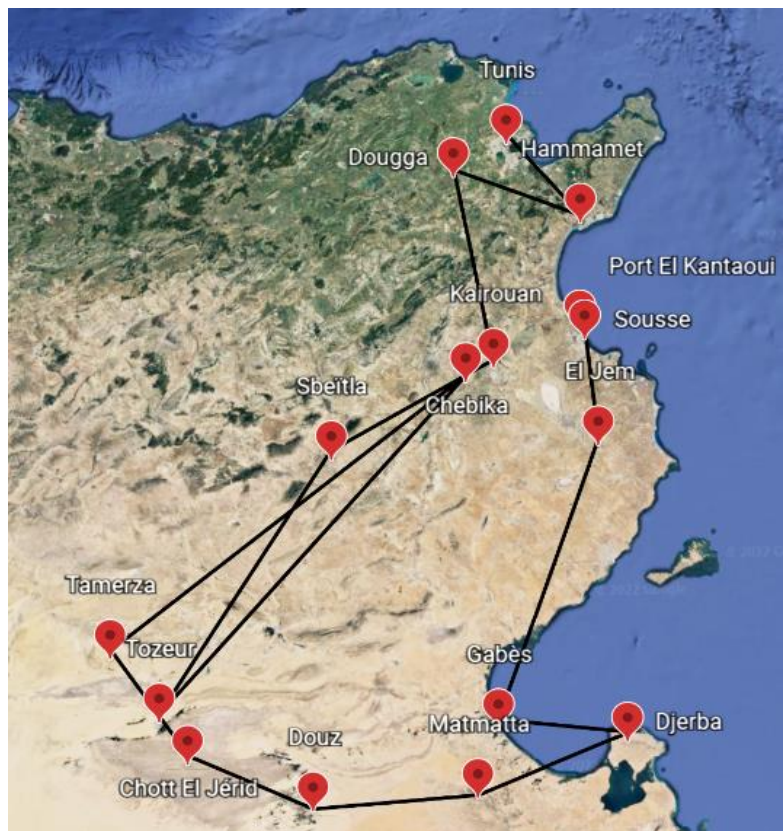 Tunis
Hammamet
Dougga
Port El Kantaoui
Kairouan
Sousse
El Jem
Sbeïtla
Chebika
Tamerza
Tozeur
Gabès
Matmatta
Djerba
Douz
Chott El Jérid